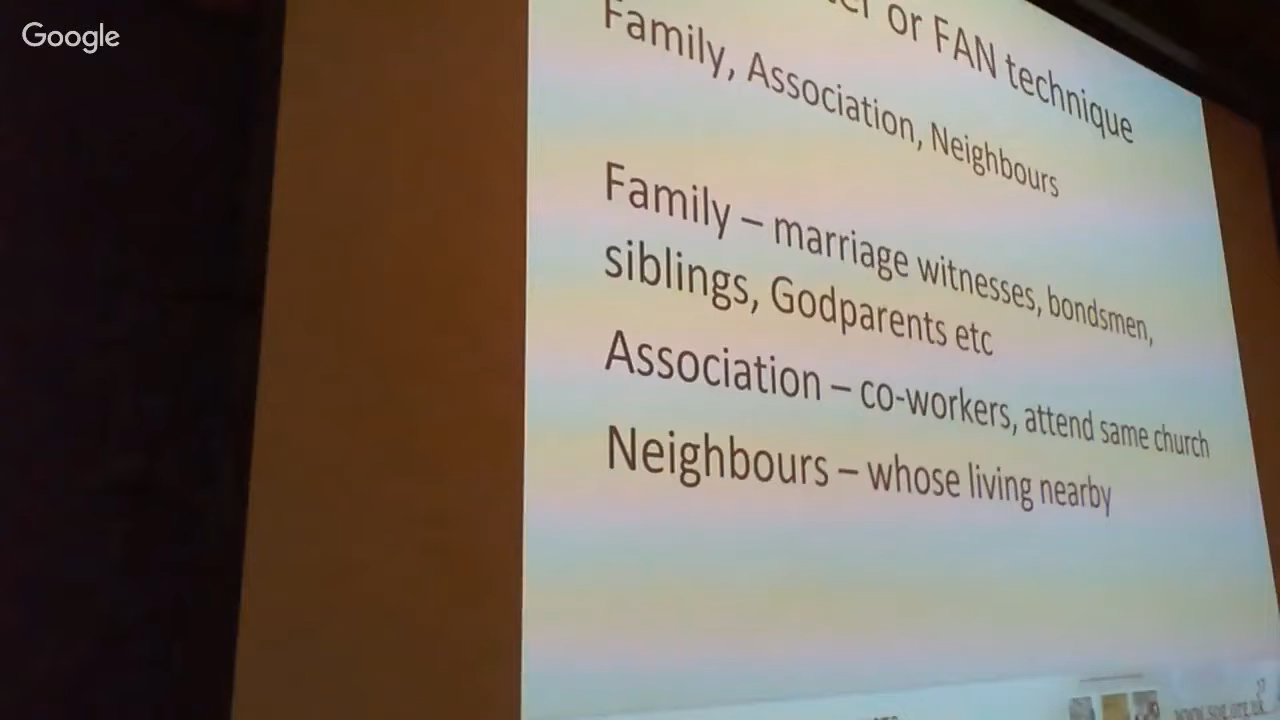 Google
or FAN technique
Family, Association, Neighbours
Family – marriage witnesses, bondsmen,
siblings, Godparents etc
Association – co-workers, attend same church
Neighbours – whose living nearby